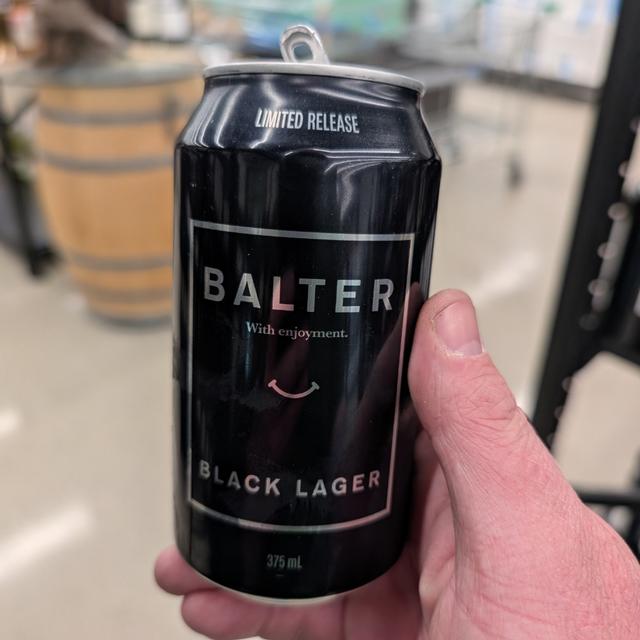 LIMITED RELEASE
BALTER
With enjoyment.
BLACK LAGER
375 mL